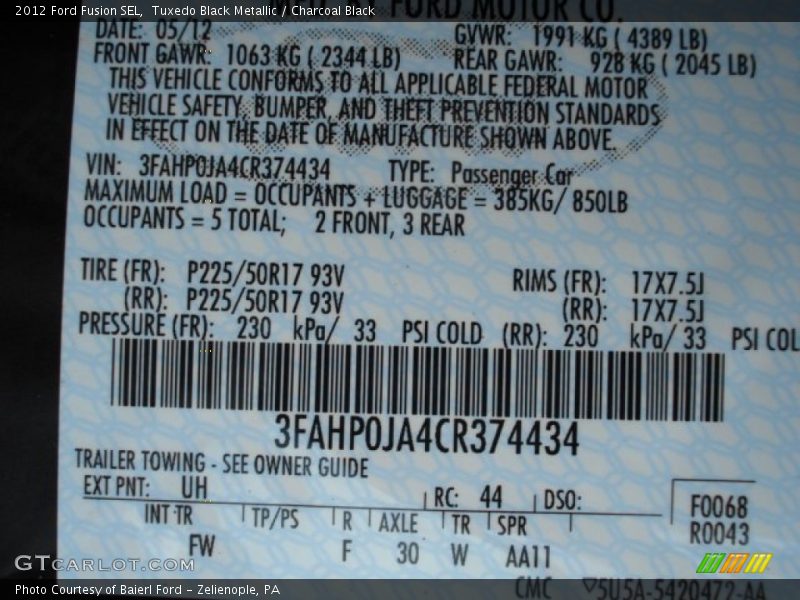 2012 Ford Fusion SEL, Tuxedo Black Metallic / Charcoal Black
FORD MOTOR CO.
DATE: 05/12 GVWR: 1991 KG ( 4389 LB)
FRONT GAWR: 1063 KG ( 2344 LB) REAR GAWR: 928 KG ( 2045 LB)
THIS VEHICLE CONFORMS TO ALL APPLICABLE FEDERAL MOTOR
VEHICLE SAFETY, BUMPER, AND THEFT PREVENTION STANDARDS
IN EFFECT ON THE DATE OF MANUFACTURE SHOWN ABOVE.
VIN: 3FAHP0JA4CR374434 TYPE: Passenger Car
MAXIMUM LOAD = OCCUPANTS + LUGGAGE = 385KG/ 850LB
OCCUPANTS = 5 TOTAL; 2 FRONT, 3 REAR
TIRE (FR): P225/50R17 93V RIMS (FR): 17X7.5J
(RR): P225/50R17 93V (RR): 17X7.5J
PRESSURE (FR): 230 kPa/ 33 PSI COLD (RR): 230 kPa/ 33 PSI COL
3FAHP0JA4CR374434
TRAILER TOWING - SEE OWNER GUIDE
EXT PNT: UH RC: 44 DSO: F0068
INT TR TP/PS R AXLE TR SPR R0043
FW F 30 W AA11
CMC ▽5U5A-5420472-AA
GTCarLot.com
Photo Courtesy of Baierl Ford - Zelienople, PA